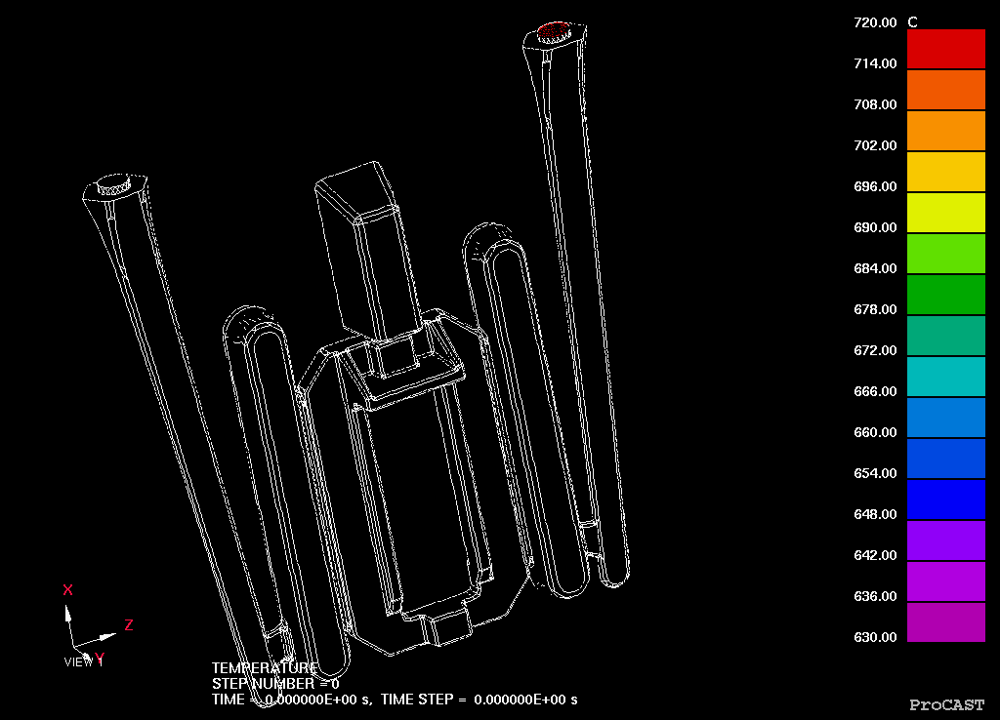 720.00 C
714.00
708.00
702.00
696.00
690.00
684.00
678.00
672.00
666.00
660.00
654.00
648.00
642.00
636.00
630.00
X
Z
Y
VIEW 1
TEMPERATURE
STEP NUMBER = 0
TIME = 0.000000E+00 s, TIME STEP = 0.000000E+00 s
ProCAST